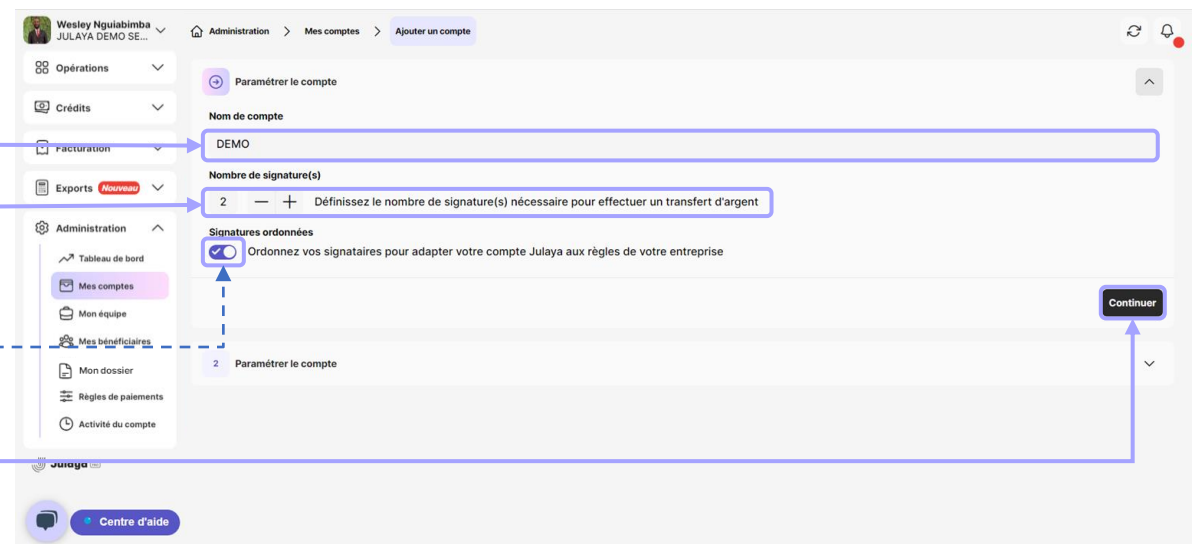 Wesley Nguiabimba
JULAYA DEMO SE...
Administration > Mes comptes > Ajouter un compte
Opérations
Crédits
Facturation
Exports Nouveau
Administration
Tableau de bord
Mes comptes
Mon équipe
Mes bénéficiaires
Mon dossier
Règles de paiements
Activité du compte
Julaya
Centre d'aide
Paramétrer le compte
Nom de compte
DEMO
Nombre de signature(s)
2 — + Définissez le nombre de signature(s) nécessaire pour effectuer un transfert d'argent
Signatures ordonnées
Ordonnez vos signataires pour adapter votre compte Julaya aux règles de votre entreprise
Continuer
2 Paramétrer le compte